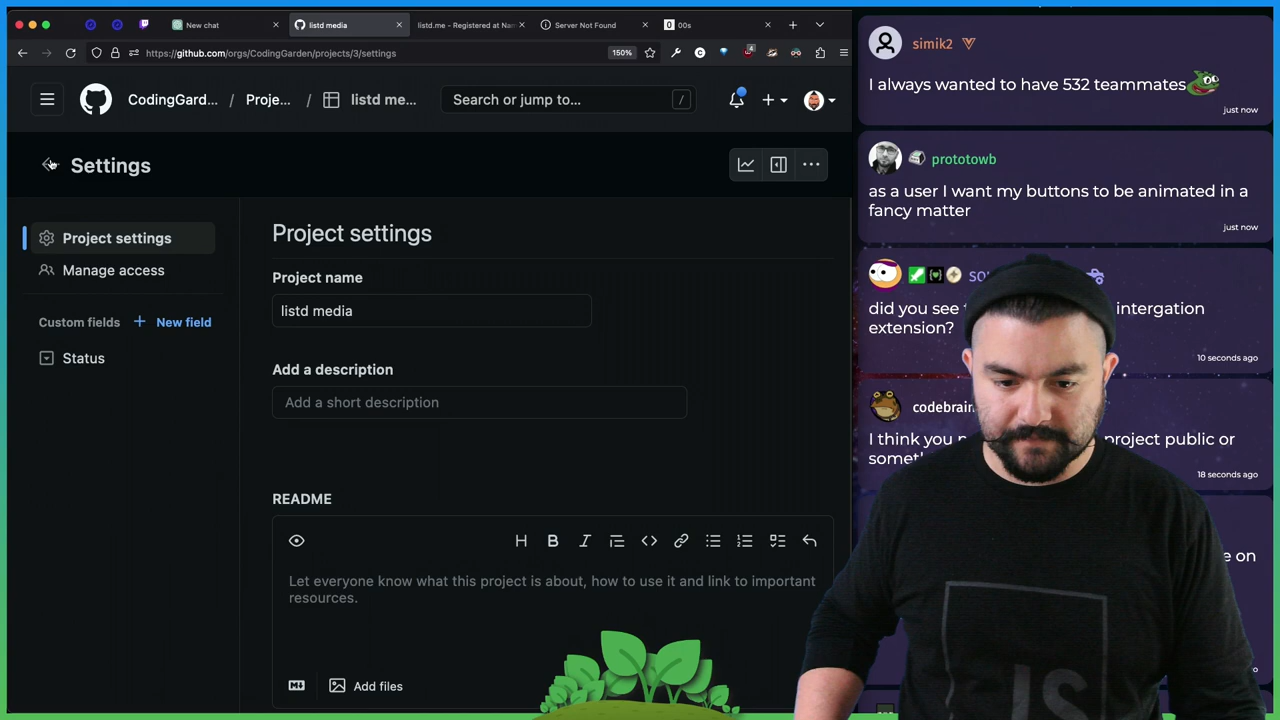 New chat
listd media
listd.me - Registered at Nam
Server Not Found
00s
https://github.com/orgs/CodingGarden/projects/3/settings
150%
4
CodingGard... / Proje... / listd me...
Search or jump to...
/
Settings
Project settings
Manage access
Custom fields
New field
Status
Project settings
Project name
listd media
Add a description
Add a short description
README
H B I
Let everyone know what this project is about, how to use it and link to important
resources.
Add files
simik2
I always wanted to have 532 teammates
just now
prototowb
as a user I want my buttons to be animated in a
fancy matter
just now
did you see intergation
extension?
10 seconds ago
I think you project public or
18 seconds ago
e on
JS